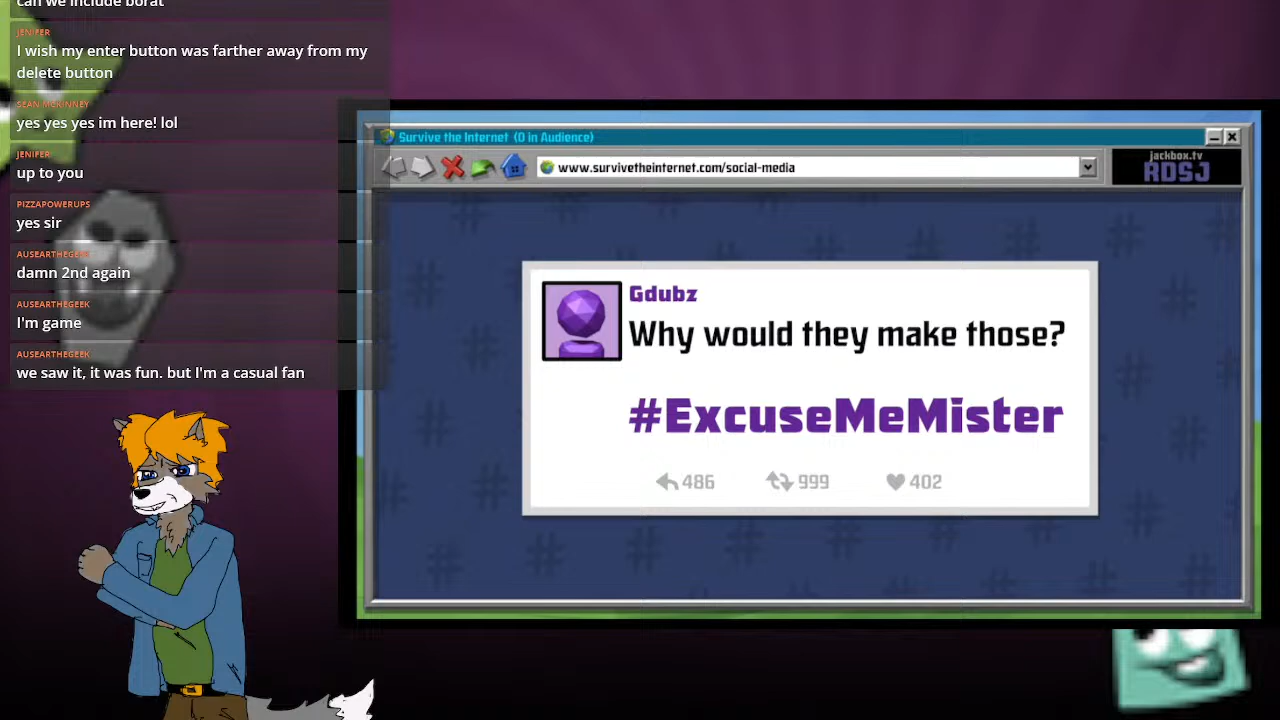 can we include borat
JENIFER
I wish my enter button was farther away from my
delete button
SEAN MCKINNEY
yes yes yes im here! lol
JENIFER
up to you
PIZZAPOWERUPS
yes sir
AUSEARTHEGEEK
damn 2nd again
AUSEARTHEGEEK
I'm game
AUSEARTHEGEEK
we saw it, it was fun. but I'm a casual fan
Survive the Internet (0 in Audience)
www.survivetheinternet.com/social-media
jackbox.tv
RDSJ
Gdubz
Why would they make those?
#ExcuseMeMister
486
999
402